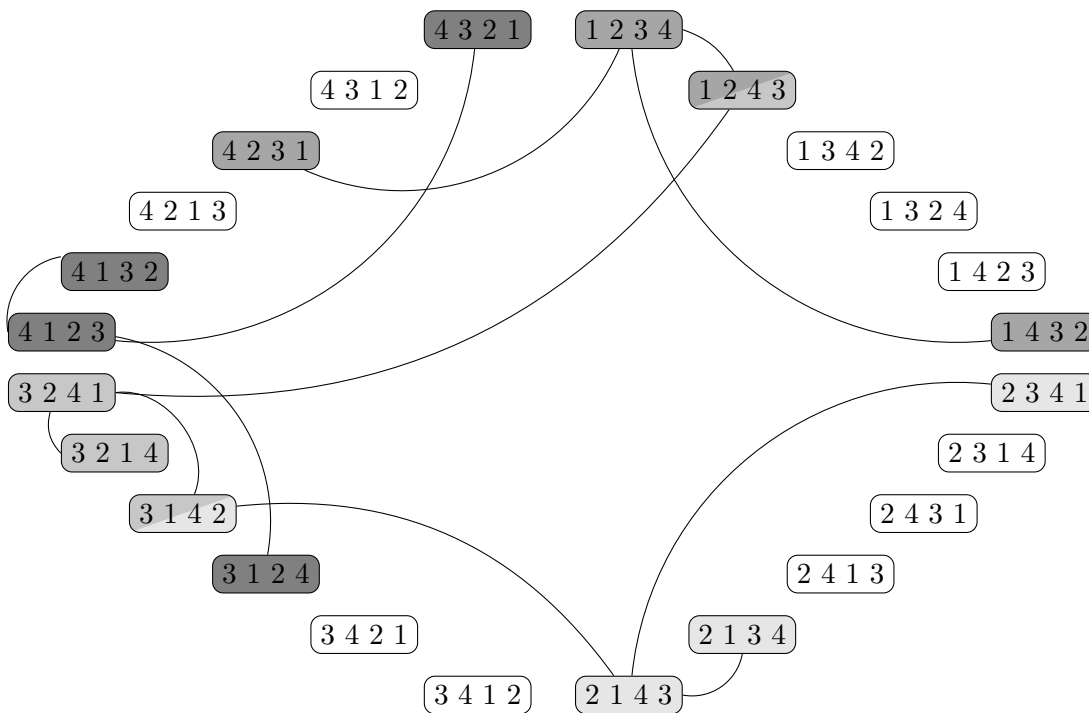 4 3 2 1
1 2 3 4
4 3 1 2
1 2 4 3
4 2 3 1
1 3 4 2
4 2 1 3
1 3 2 4
4 1 3 2
1 4 2 3
4 1 2 3
1 4 3 2
3 2 4 1
2 3 4 1
3 2 1 4
2 3 1 4
3 1 4 2
2 4 3 1
3 1 2 4
2 4 1 3
3 4 2 1
2 1 3 4
3 4 1 2
2 1 4 3